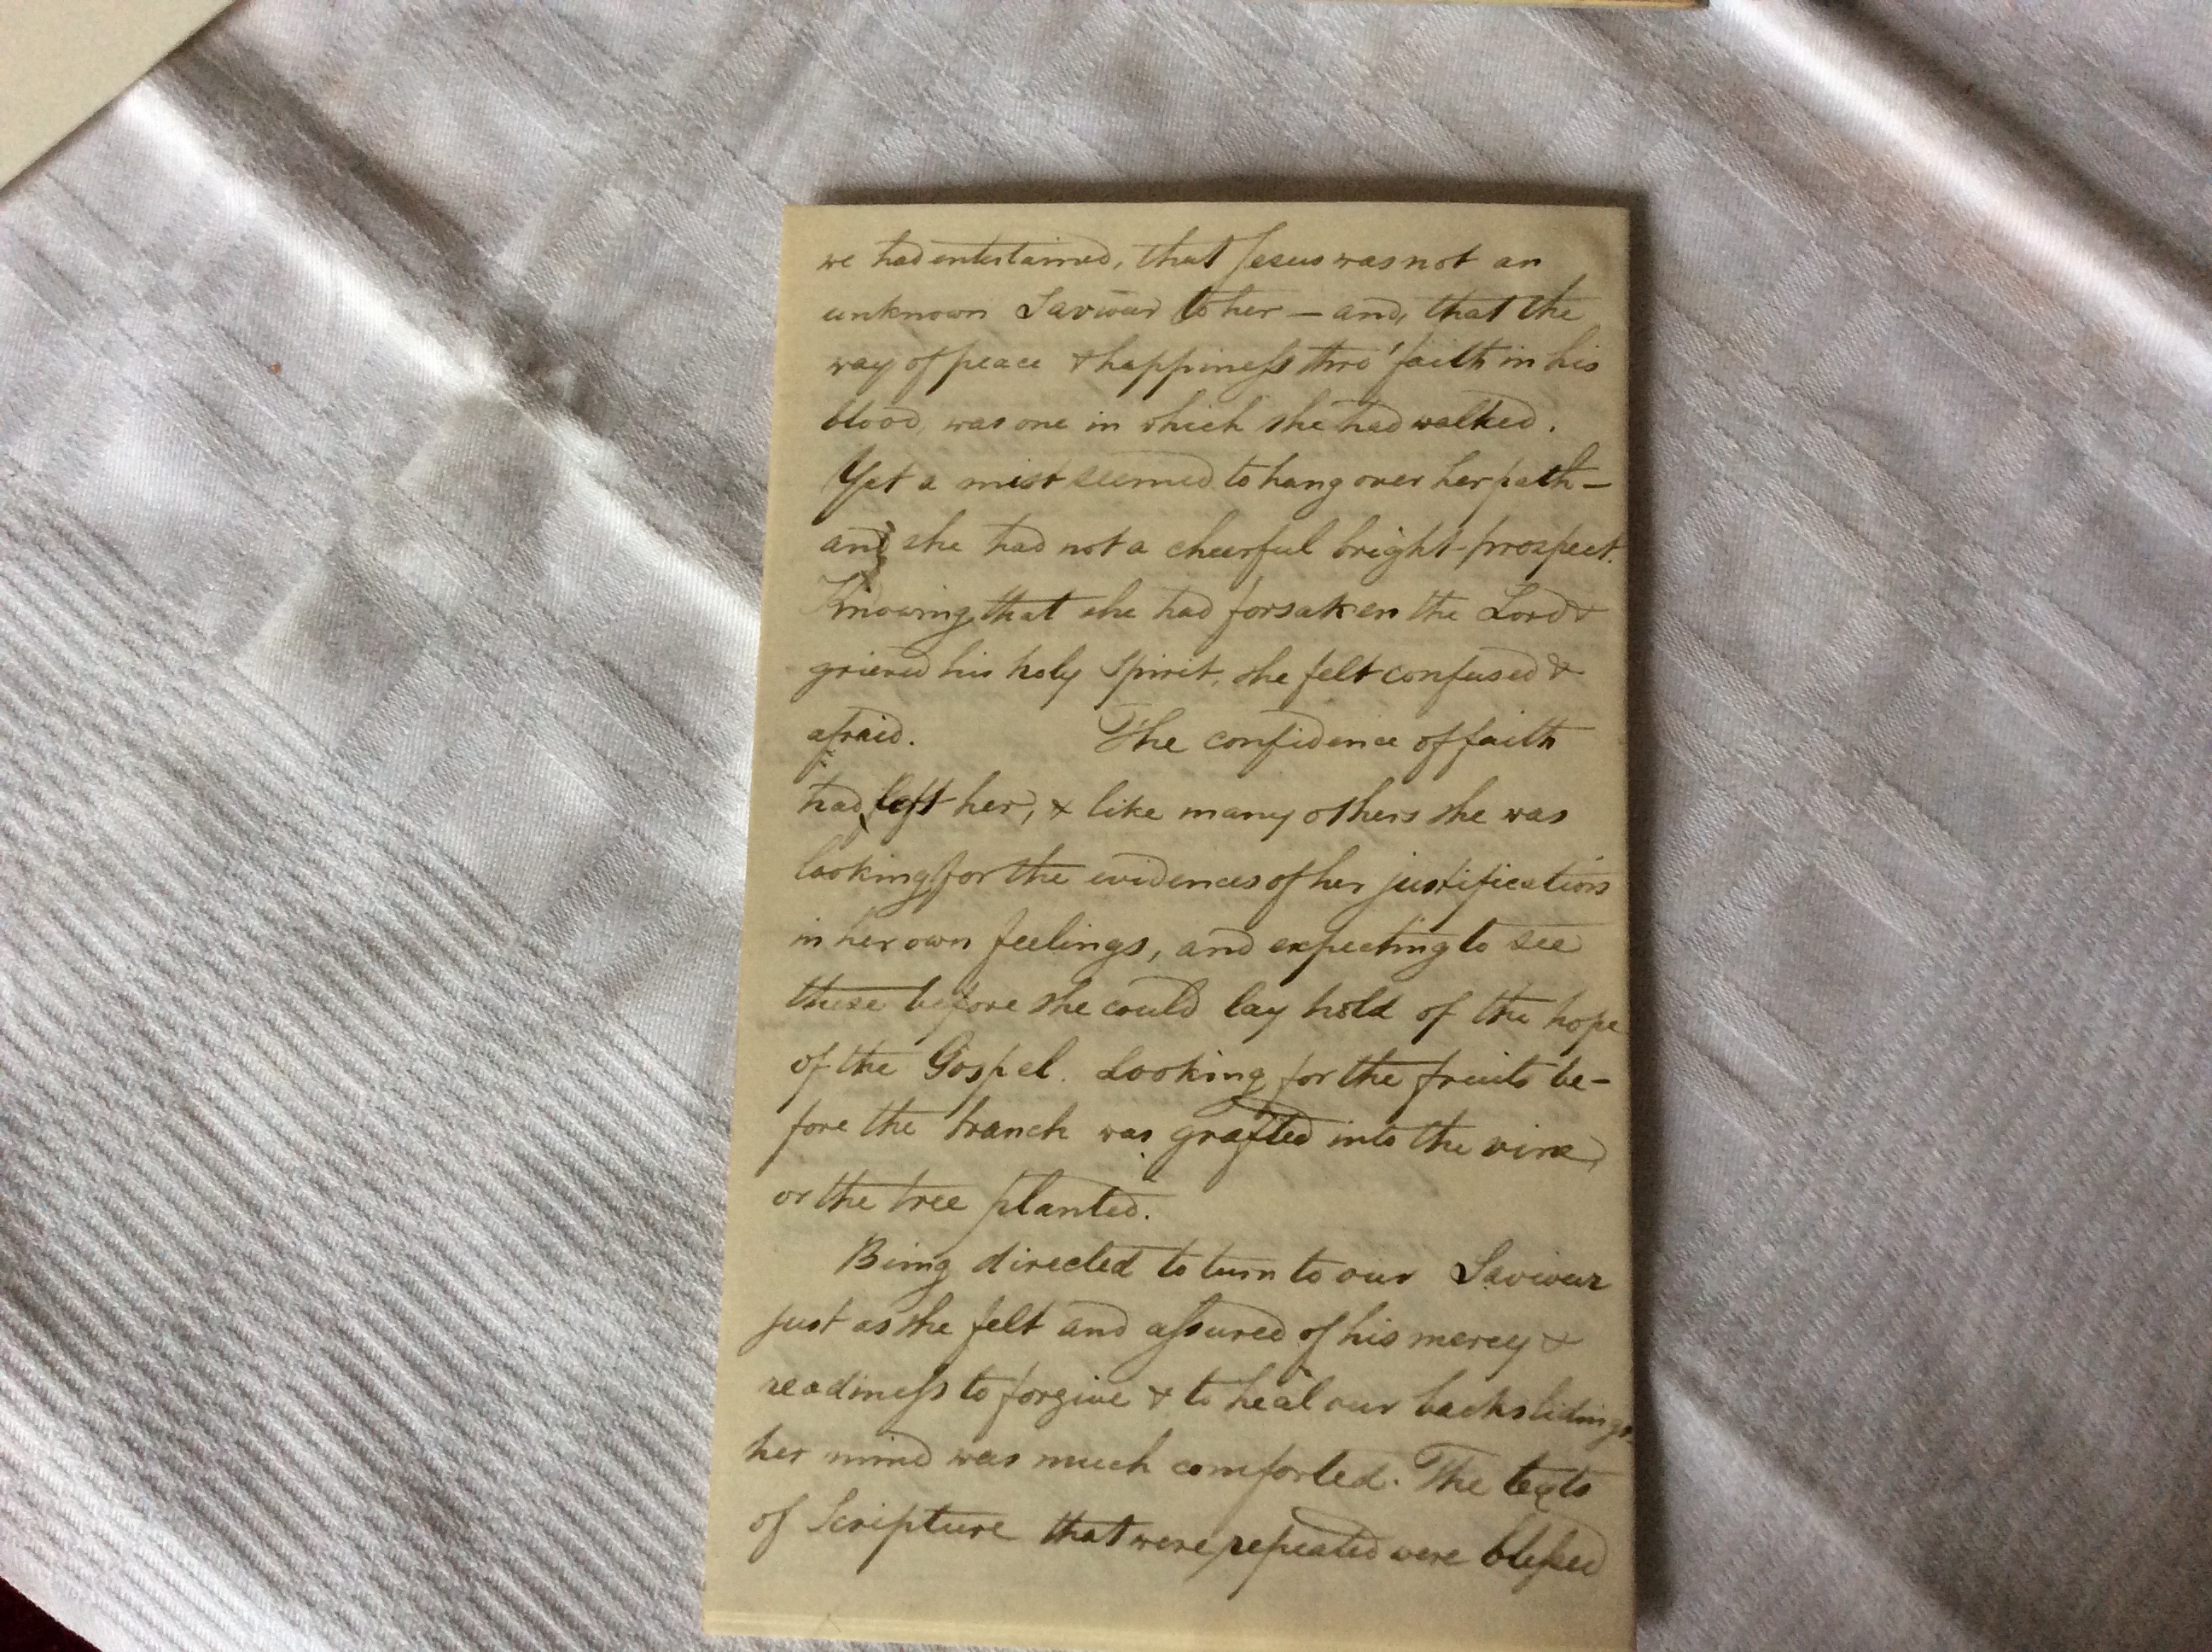 we had entertained, that Jesus was not an
unknown Saviour to her – and, that the
way of peace & happineſs thro' faith in his
blood, was one in which she had walked.
Yet a mist seemed to hang over her path –
and she had not a cheerful bright prospect.
Knowing that she had forsaken the Lord &
grieved his holy Spirit, she felt confused &
afraid. The confidence of faith
had left her, & like many others she was
looking for the evidences of her justification
in her own feelings, and expecting to see
these before she could lay hold of the hope
of the Gospel. Looking for the fruits be-
fore the branch was grafted into the vine,
or the tree planted.
Being directed to turn to our Saviour
just as she felt and aſsured of his mercy &
readineſs to forgive & to heal our backslidings
her mind was much comforted. The texts
of Scripture that were repeated were bleſsed